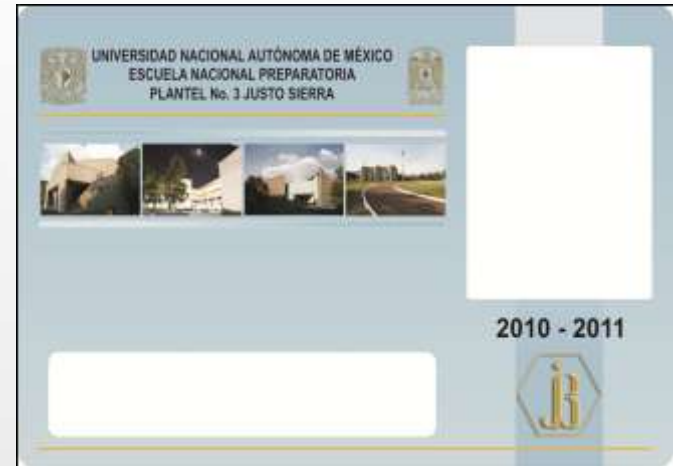 UNIVERSIDAD NACIONAL AUTÓNOMA DE MÉXICO
ESCUELA NACIONAL PREPARATORIA
PLANTEL No. 3 JUSTO SIERRA
2010 - 2011